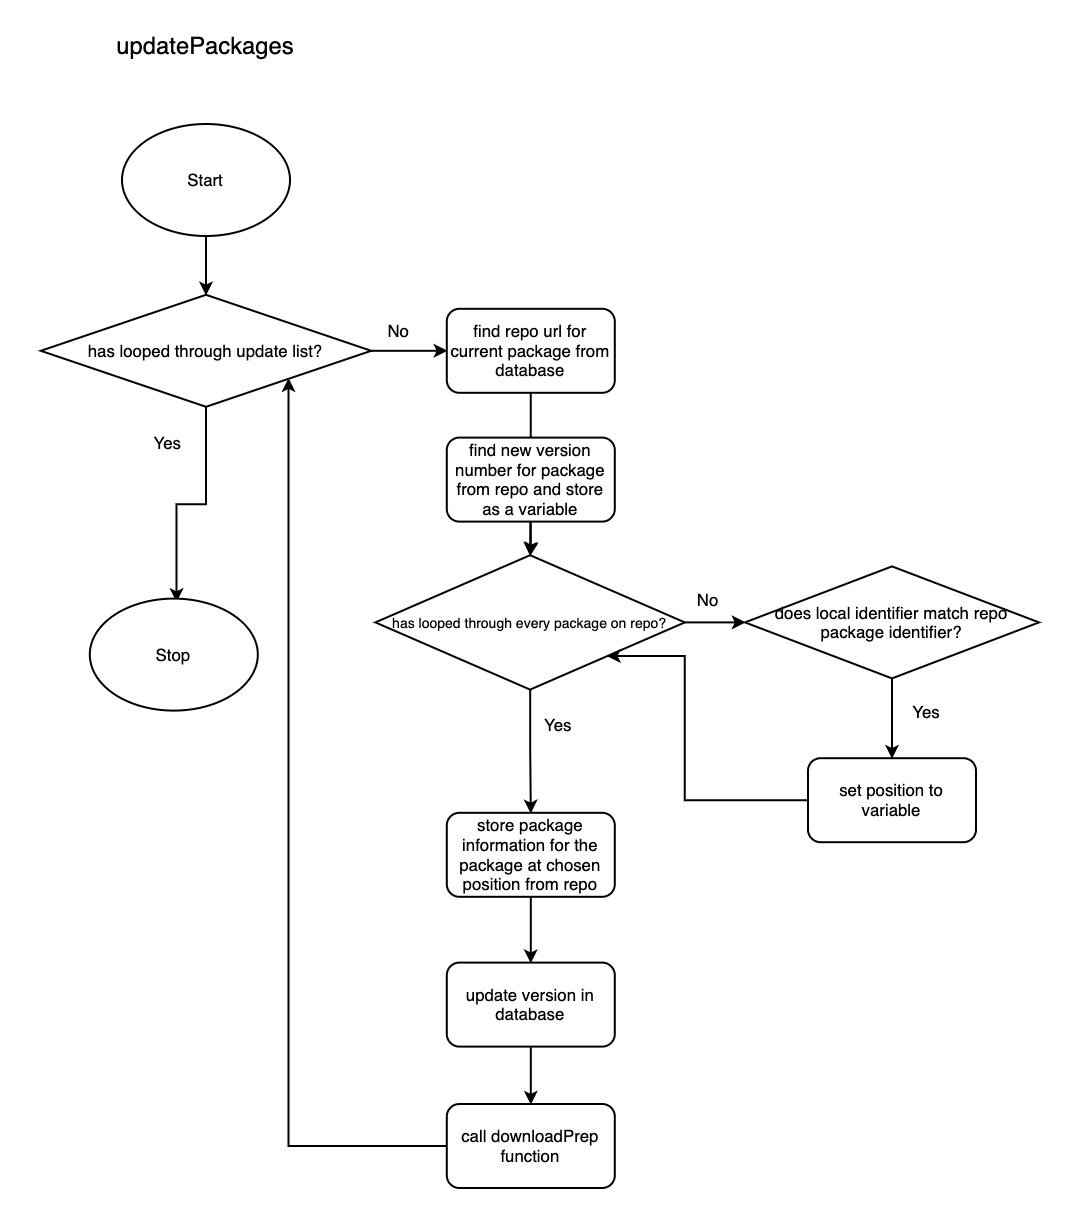 updatePackages
Start
has looped through update list?
No
find repo url for
current package from
database
Yes
find new version
number for package
from repo and store
as a variable
has looped through every package on repo?
No
does local identifier match repo
package identifier?
Stop
Yes
Yes
set position to
variable
store package
information for the
package at chosen
position from repo
update version in
database
call downloadPrep
function